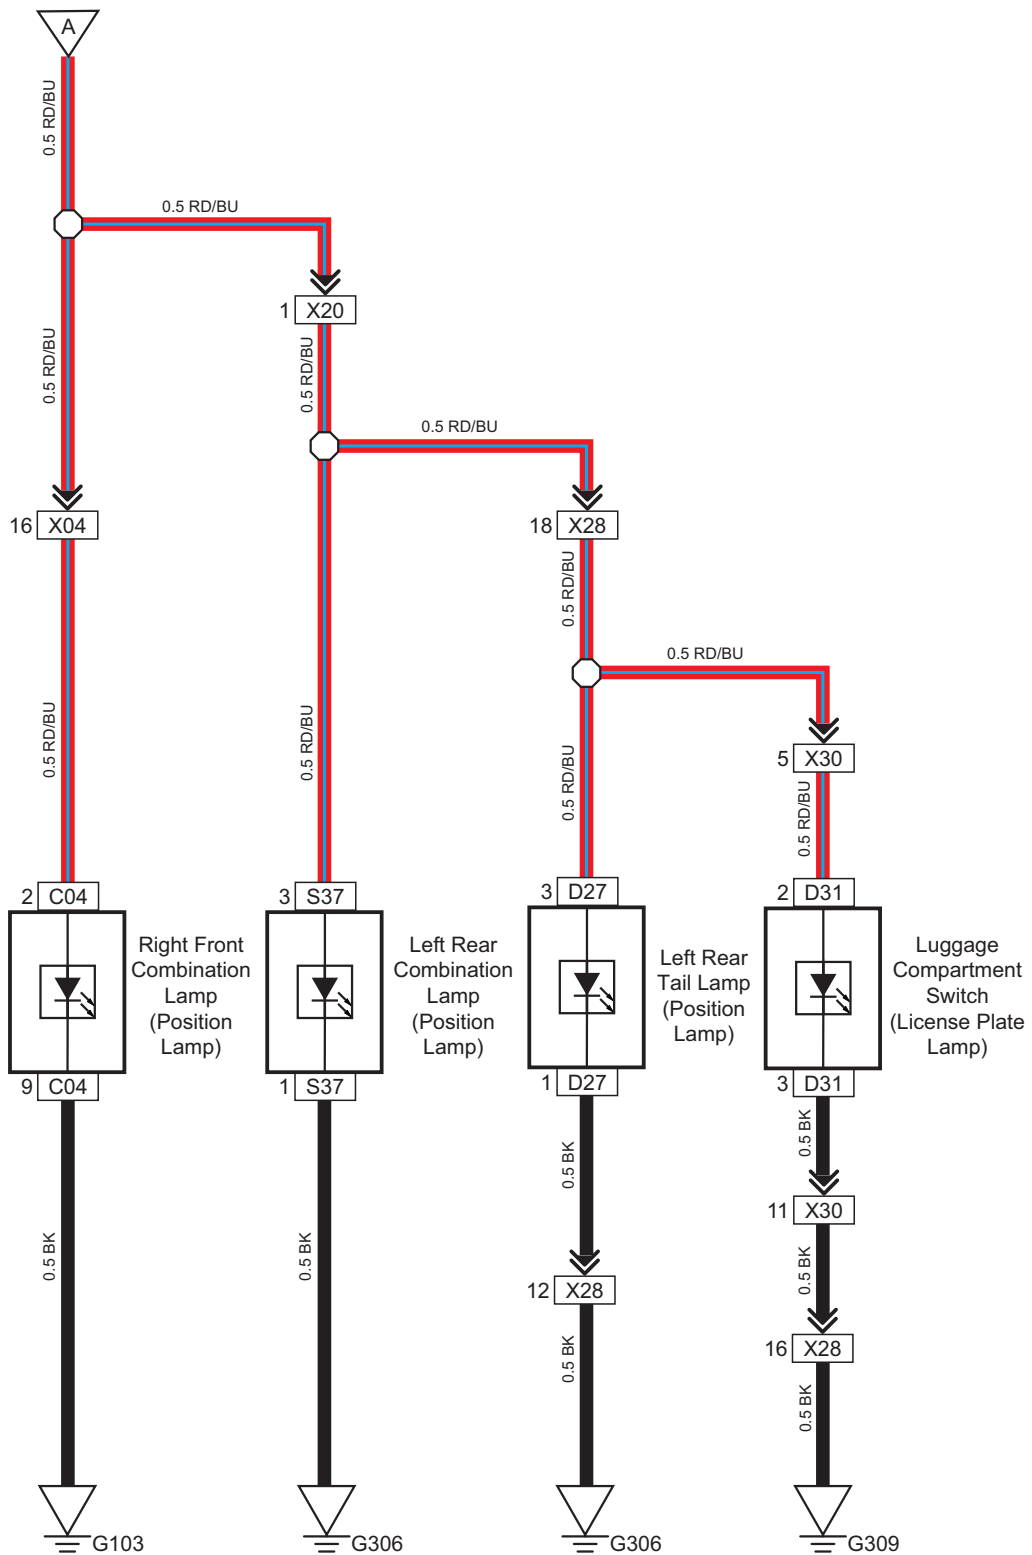 A
0.5 RD/BU
0.5 RD/BU
1 X20
0.5 RD/BU
0.5 RD/BU
0.5 RD/BU
16 X04
18 X28
0.5 RD/BU
0.5 RD/BU
5 X30
0.5 RD/BU
0.5 RD/BU
0.5 RD/BU
0.5 RD/BU
2 C04
3 S37
3 D27
2 D31
Right Front
Combination
Lamp
(Position
Lamp)
Left Rear
Combination
Lamp
(Position
Lamp)
Left Rear
Tail Lamp
(Position
Lamp)
Luggage
Compartment
Switch
(License Plate
Lamp)
9 C04
1 S37
1 D27
3 D31
0.5 BK
0.5 BK
11 X30
0.5 BK
0.5 BK
0.5 BK
12 X28
16 X28
0.5 BK
0.5 BK
G103
G306
G306
G309